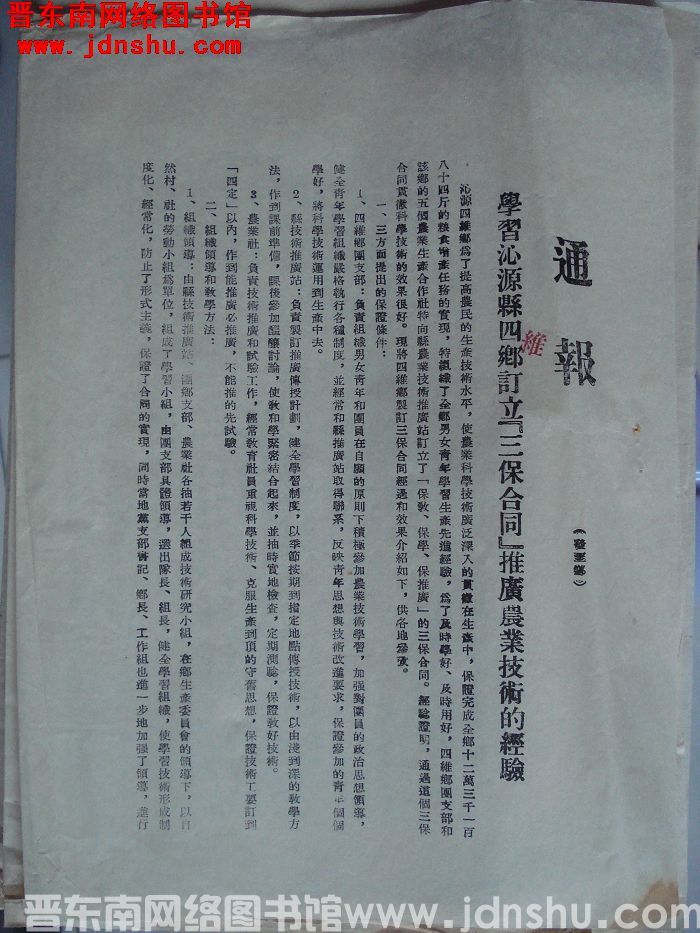 晋东南网络图书馆
www.jdnshu.com
通報
（發至鄉）
學習沁源縣四鄉訂立『三保合同』推廣農業技術的經驗
維
沁源四維鄉為了提高農民的生產技術水平，使農業科學技術廣泛深入的貫徹在生產中，保證完成全鄉十二萬三千一百
八十四斤的粮食增產任務的實現，特組織了全鄉男女青年學習生產先進經驗，為了及時學好、及時用好，四維鄉團支部和
該鄉的五個農業生產合作社特向縣農業技術推廣站訂立了「保教、保學、保推廣」的三保合同。經驗證明，通過這個三保
合同貫徹科學技術的效果很好。現將四維鄉製訂三保合同經過和效果介紹如下，供各地參攷。
一、三方面提出的保證條件：
1、四維鄉團支部：負責組織男女青年和團員在自願的原則下積極參加農業技術學習，加强對團員的政治思想領導，
健全青年學習組織嚴格執行各種制度，並經常和縣推廣站取得聯系，反映青年思想與技術改進要求，保證參加的青年個個
學好，將科學技術運用到生產中去。
2、縣技術推廣站：負責製訂推廣傳授計劃，健全學習制度，以季節按期到指定地點傳授技術，以由淺到深的教學方
法，作到課前準備，課後參加醞釀討論，使教和學緊密結合起來，並抽時實地檢查，定期測驗，保證教好技術。
3、農業社：負責技術推廣和試驗工作，經常教育社員重視科學技術、克服生產到頂的守舊思想，保證技術工要訂到
「四定」以內，作到能推廣必推廣，不能推的先試驗。
二、組織領導和教學方法：
1、組織領導：由縣技術推廣站、團鄉支部、農業社各抽若干人組成技術研究小組，在鄉生產委員會的領導下，以自
然村、社的勞動小組為單位，組成了學習小組，由團支部具體領導，選出隊長、組長，健全學習組織，使學習技術形成制
度化、經常化，防止了形式主義，保證了合同的實現，同時當地黨支部書記、鄉長、工作組也進一步地加强了領導，進行
晋东南网络图书馆 www.jdnshu.com